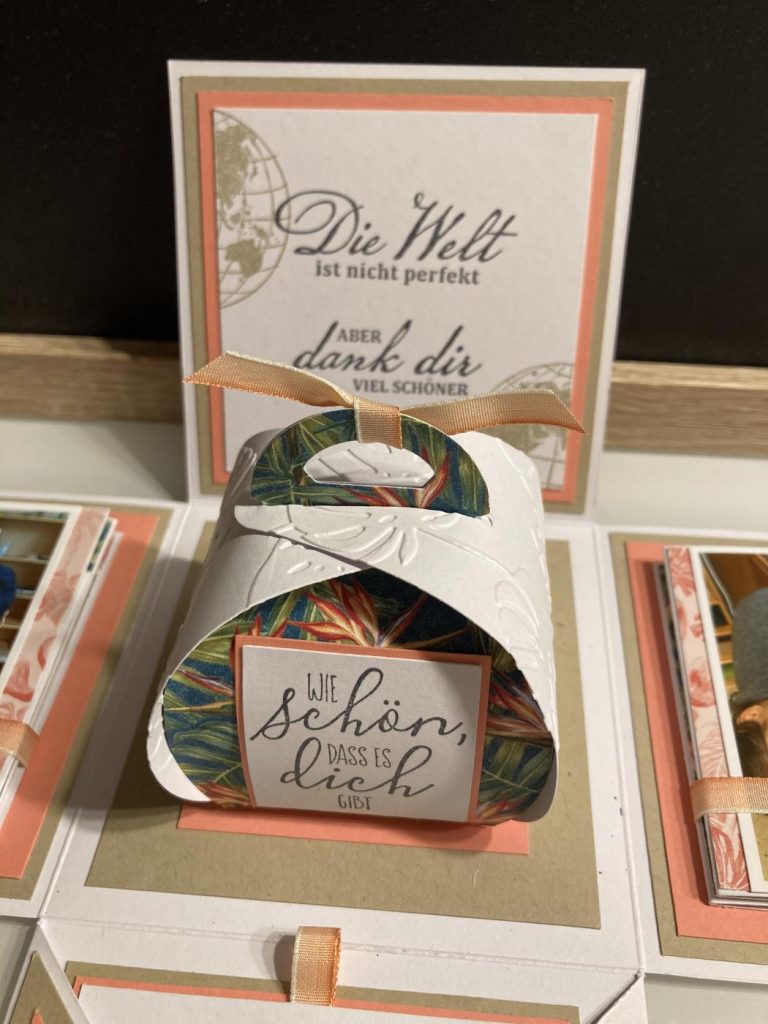 Die Welt
ist nicht perfekt
ABER
dank dir
VIEL SCHÖNER
WIE
schön,
DASS ES
dich
GIBT